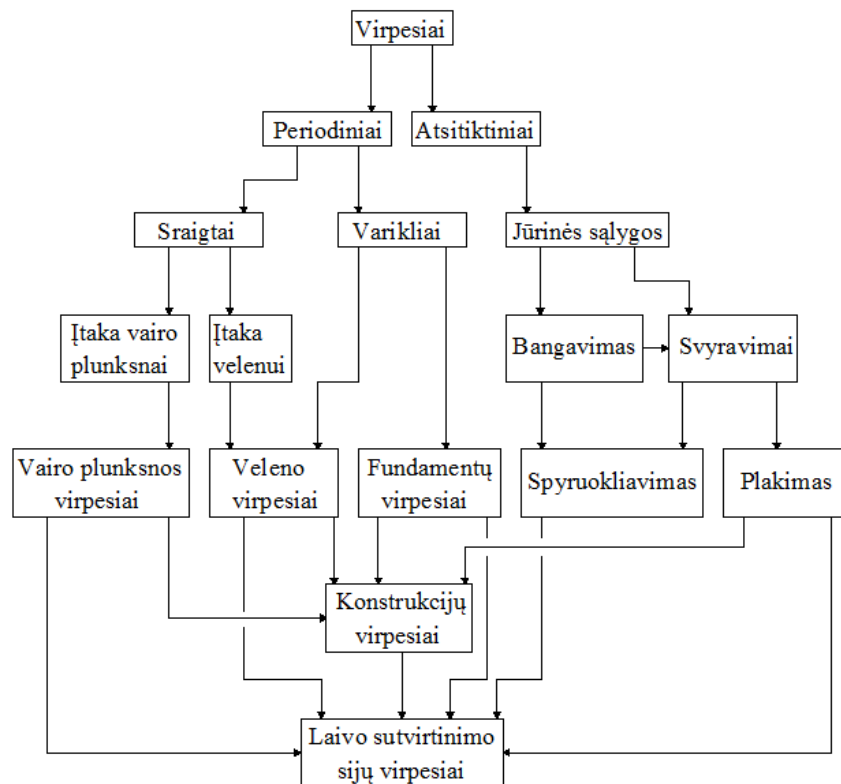 Virpesiai
Periodiniai
Atsitiktiniai
Sraigtai
Varikliai
Jūrinės sąlygos
Įtaka vairo
plunksnai
Įtaka
velenui
Bangavimas
Svyravimai
Vairo plunksnos
virpesiai
Veleno
virpesiai
Fundamentų
virpesiai
Spyruokliavimas
Plakimas
Konstrukcijų
virpesiai
Laivo sutvirtinimo
sijų virpesiai